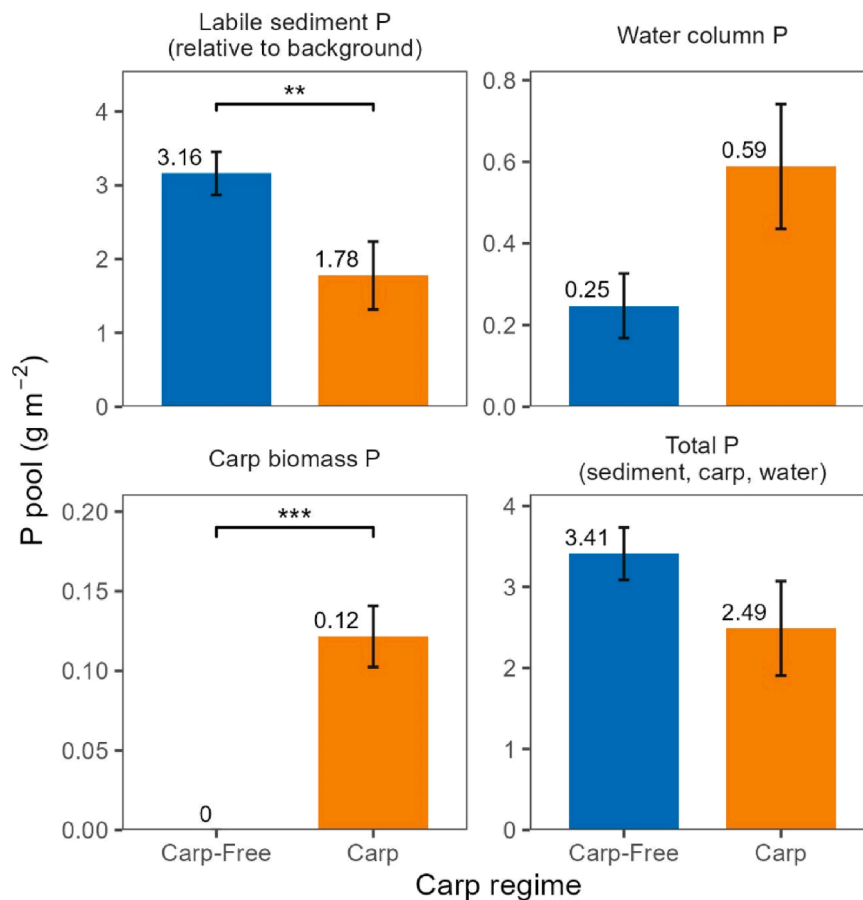 Labile sediment P
(relative to background)
Water column P
4
3
2
1
0
**
3.16
1.78
0.8
0.6
0.4
0.2
0.0
0.25
0.59
P pool (g m⁻²)
Carp biomass P
Total P
(sediment, carp, water)
0.20
0.15
0.10
0.05
0.00
***
0
0.12
4
3
2
1
0
3.41
2.49
Carp-Free
Carp
Carp-Free
Carp
Carp regime